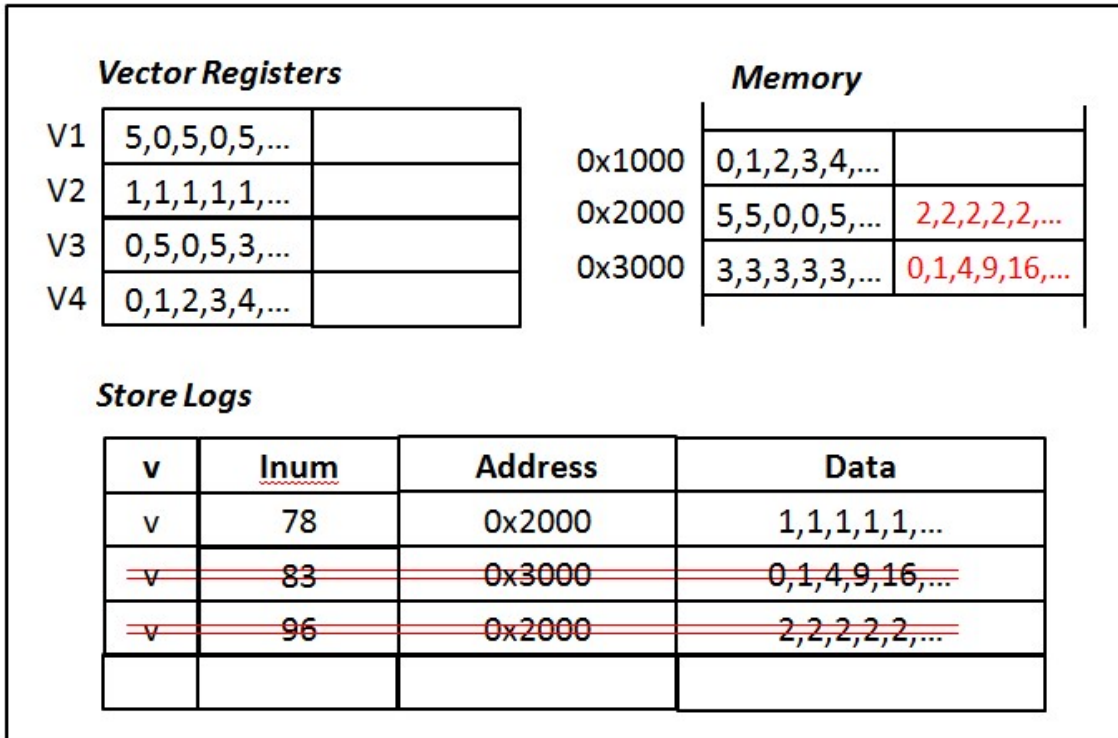 Vector Registers
V1 5,0,5,0,5,...
V2 1,1,1,1,1,...
V3 0,5,0,5,3,...
V4 0,1,2,3,4,...
Memory
0x1000 0,1,2,3,4,...
0x2000 5,5,0,0,5,... 2,2,2,2,2,...
0x3000 3,3,3,3,3,... 0,1,4,9,16,...
Store Logs
v Inum Address Data
v 78 0x2000 1,1,1,1,1,...
v 83 0x3000 0,1,4,9,16,...
v 96 0x2000 2,2,2,2,2,...